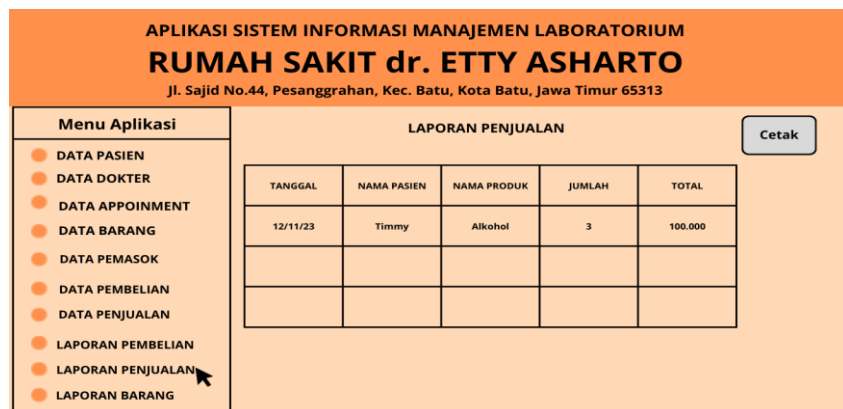 APLIKASI SISTEM INFORMASI MANAJEMEN LABORATORIUM
RUMAH SAKIT dr. ETTY ASHARTO
Jl. Sajid No.44, Pesanggrahan, Kec. Batu, Kota Batu, Jawa Timur 65313
Menu Aplikasi
DATA PASIEN
DATA DOKTER
DATA APPOINMENT
DATA BARANG
DATA PEMASOK
DATA PEMBELIAN
DATA PENJUALAN
LAPORAN PEMBELIAN
LAPORAN PENJUALAN
LAPORAN BARANG
LAPORAN PENJUALAN
Cetak
TANGGAL NAMA PASIEN NAMA PRODUK JUMLAH TOTAL
12/11/23 Timmy Alkohol 3 100.000